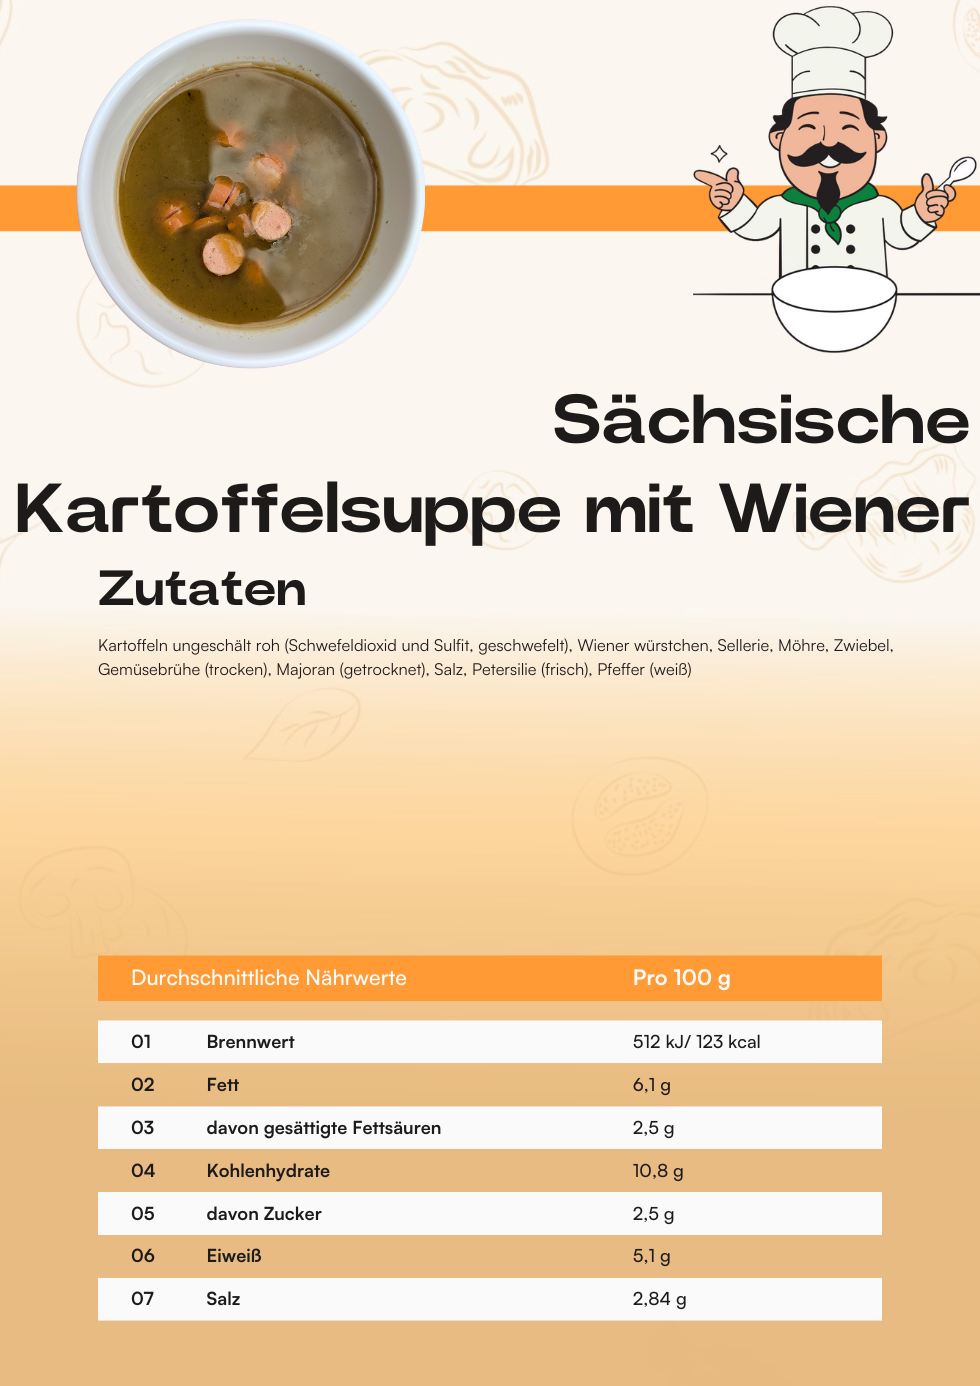 Sächsische
Kartoffelsuppe mit Wiener
Zutaten
Kartoffeln ungeschält roh (Schwefeldioxid und Sulfit, geschwefelt), Wiener würstchen, Sellerie, Möhre, Zwiebel,
Gemüsebrühe (trocken), Majoran (getrocknet), Salz, Petersilie (frisch), Pfeffer (weiß)
Durchschnittliche Nährwerte Pro 100 g
01 Brennwert 512 kJ/ 123 kcal
02 Fett 6,1 g
03 davon gesättigte Fettsäuren 2,5 g
04 Kohlenhydrate 10,8 g
05 davon Zucker 2,5 g
06 Eiweiß 5,1 g
07 Salz 2,84 g